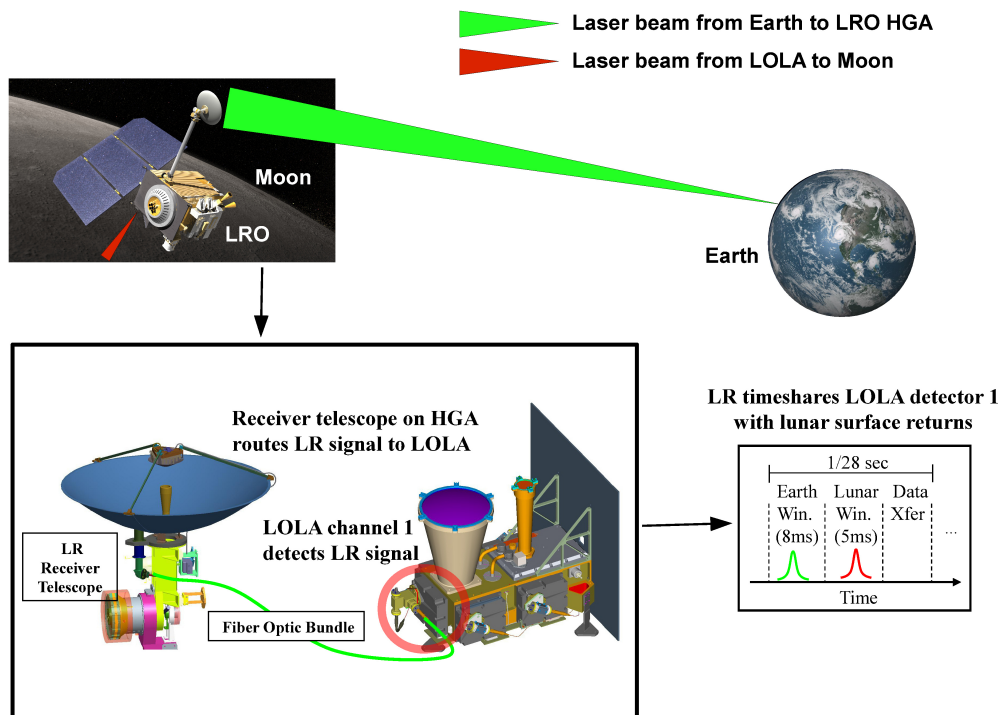 Laser beam from Earth to LRO HGA
Laser beam from LOLA to Moon
Moon
LRO
Earth
Receiver telescope on HGA
routes LR signal to LOLA
LOLA channel 1
detects LR signal
LR
Receiver
Telescope
Fiber Optic Bundle
LR timeshares LOLA detector 1
with lunar surface returns
1/28 sec
Earth Lunar Data
Win. Win. Xfer
(8ms) (5ms) ...
Time